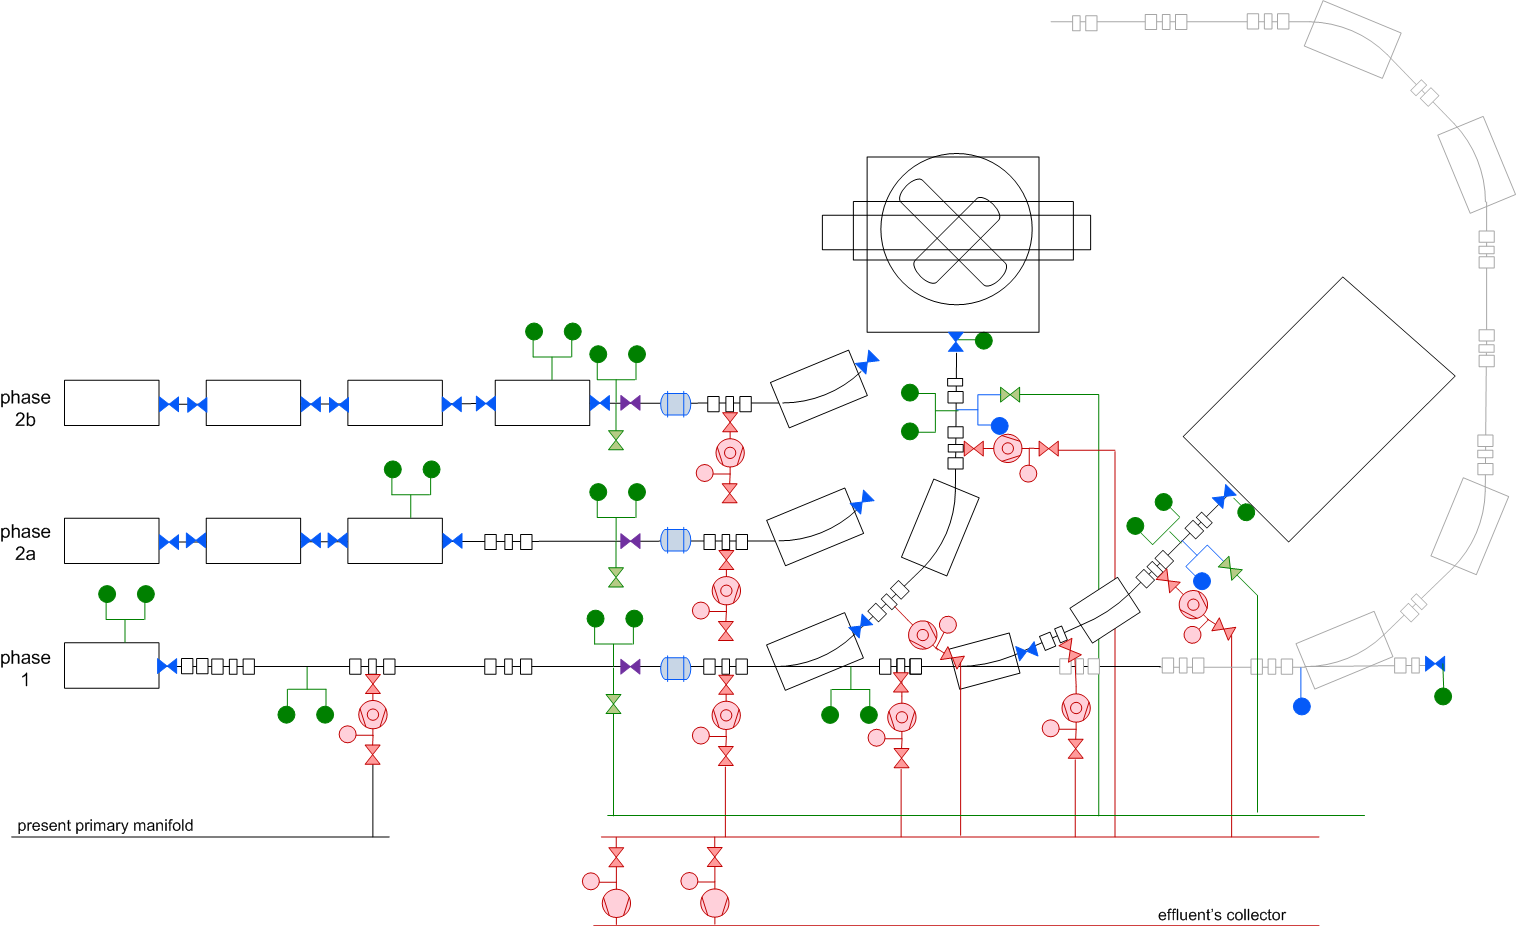 phase
2b
phase
2a
phase
1
present primary manifold
effluent's collector